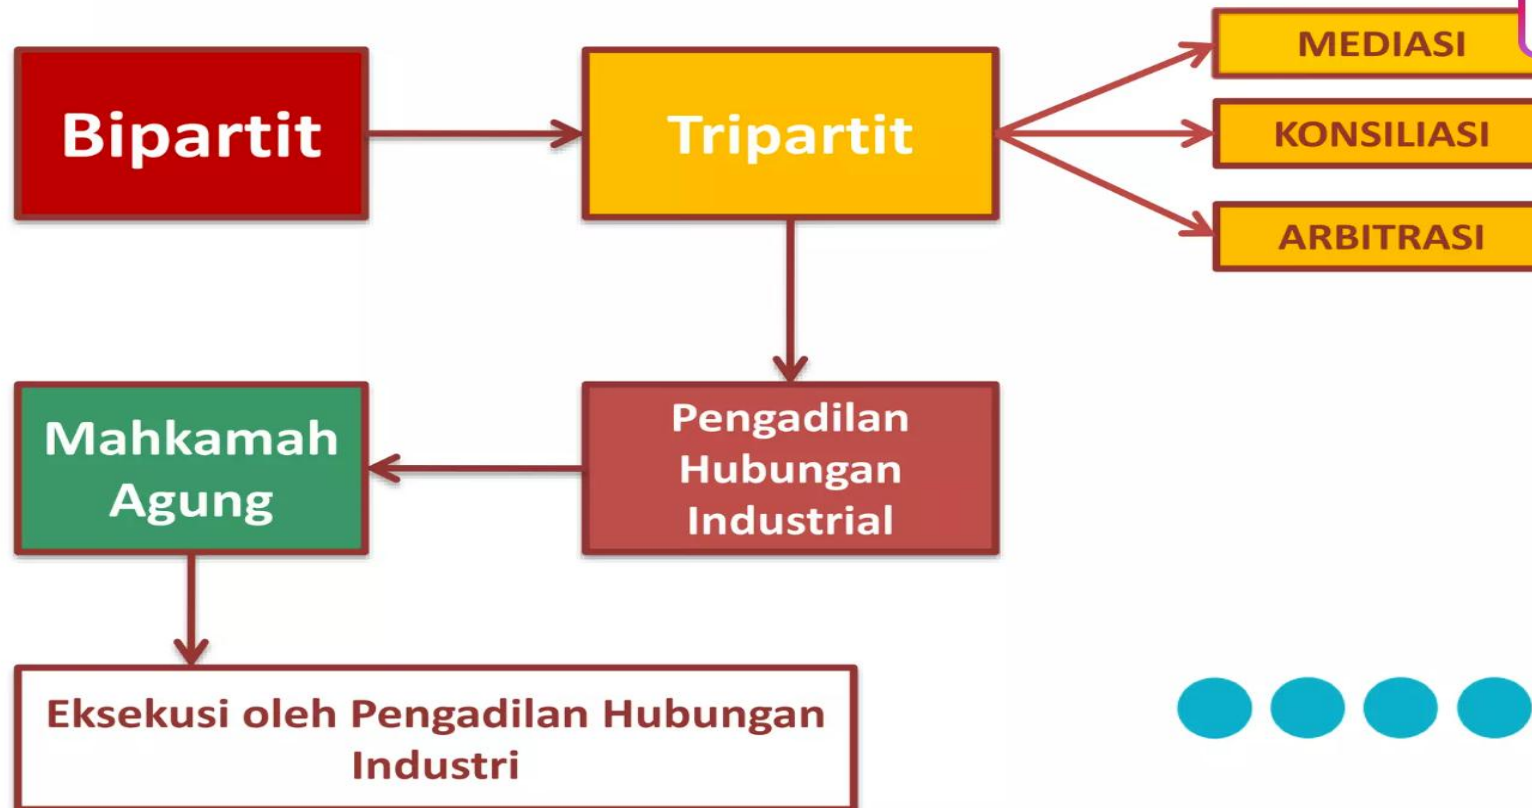 Bipartit
Tripartit
MEDIASI
KONSILIASI
ARBITRASI
Mahkamah
Agung
Pengadilan
Hubungan
Industrial
Eksekusi oleh Pengadilan Hubungan
Industri